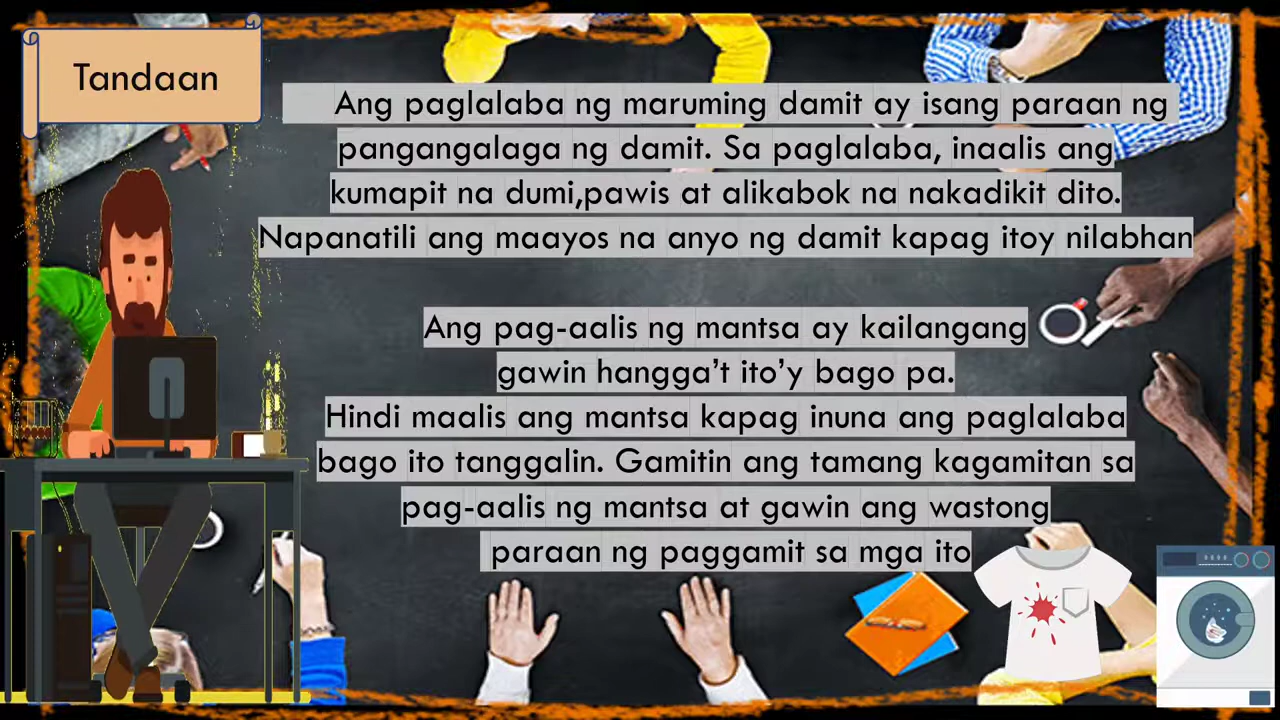 Tandaan
Ang paglalaba ng maruming damit ay isang paraan ng
pangangalaga ng damit. Sa paglalaba, inaalis ang
kumapit na dumi,pawis at alikabok na nakadikit dito.
Napanatili ang maayos na anyo ng damit kapag itoy nilabhan
Ang pag-aalis ng mantsa ay kailangang
gawin hangga’t ito’y bago pa.
Hindi maalis ang mantsa kapag inuna ang paglalaba
bago ito tanggalin. Gamitin ang tamang kagamitan sa
pag-aalis ng mantsa at gawin ang wastong
paraan ng paggamit sa mga ito